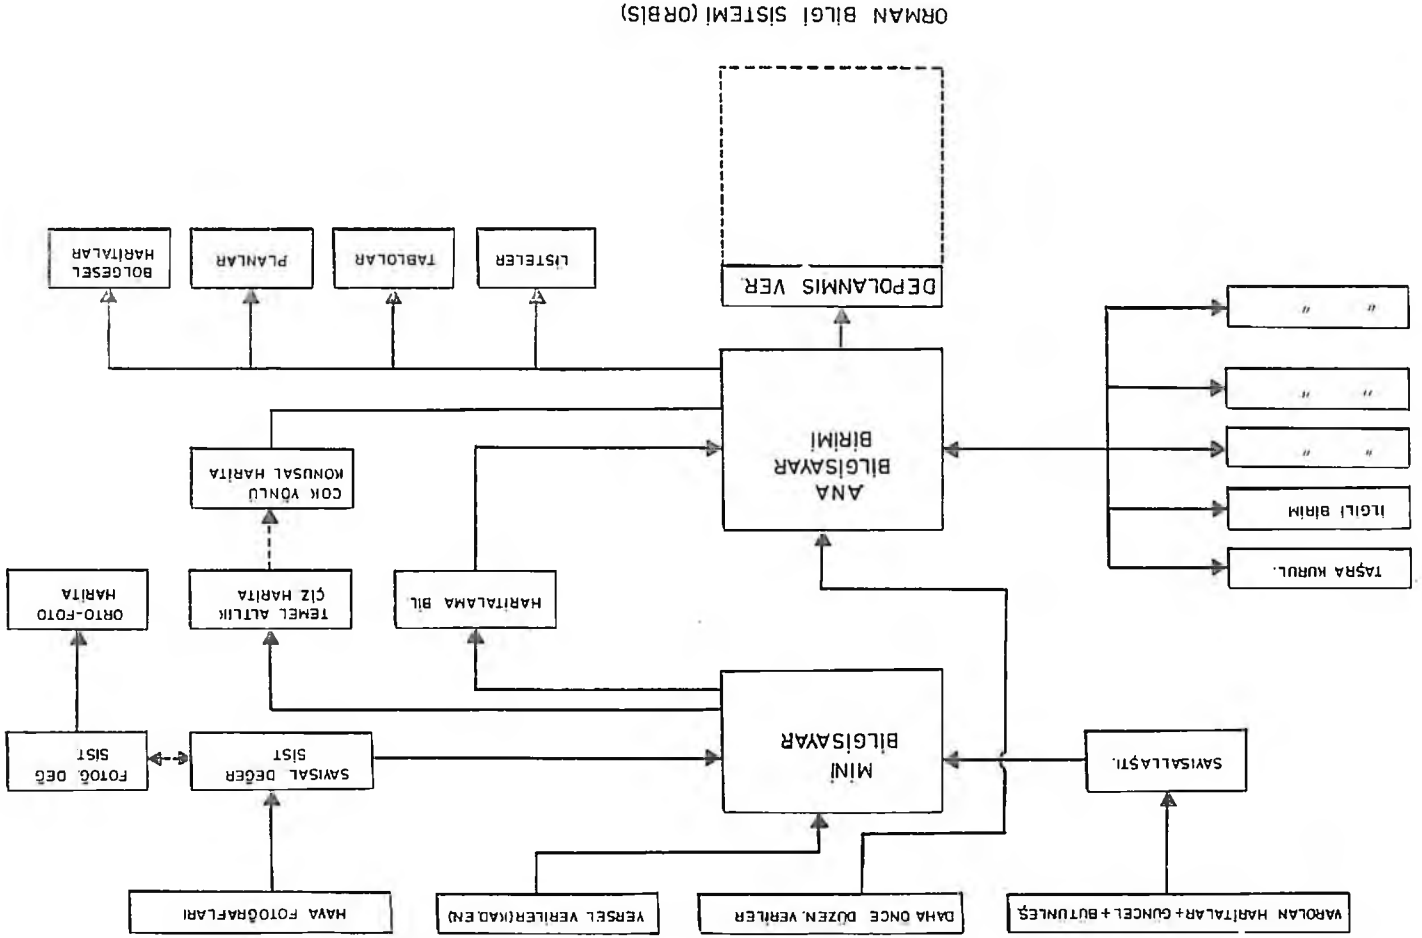 VAROLAN HARİTALAR+GÜNCEL+BÜTÜNLEŞ
DAHA ÖNCE DÜZEN. VERİLER
YERSEL VERİLER(KAD.EN)
HAVA FOTOĞRAFLARI
SAYISALLAŞTI.
MİNİ
BİLGİSAYAR
SAYISAL DEĞER
SİST
FOTOĞ. DEĞ
SİST
TAŞRA KURUL.
HARİTALAMA BİL.
TEMEL ALTLIK
ÇİZ HARİTA
ORTO-FOTO
HARİTA
İLGİLİ BİRİM
ANA
BİLGİSAYAR
BİRİMİ
ÇOK YÖNLÜ
KONUSAL HARİTA
" "
" "
" "
DEPOLANMIS VER.
LİSTELER
TABLOLAR
PLANLAR
BOLGESEL
HARİTALAR
ORMAN BİLGİ SİSTEMİ (ORBİS)